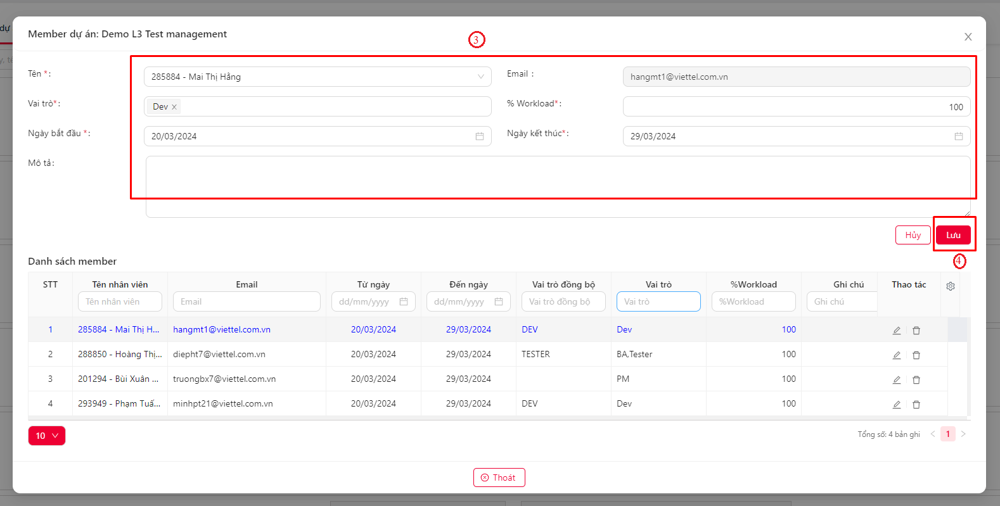 dự
Member dự án: Demo L3 Test management
3
y, tê
Tên *:
285884 - Mai Thị Hằng
Email :
hangmt1@viettel.com.vn
Vai trò*:
Dev
% Workload*:
100
Ngày bắt đầu *:
20/03/2024
Ngày kết thúc*:
29/03/2024
Mô tả:
Hủy
Lưu
4
Danh sách member
STT Tên nhân viên Email Từ ngày Đến ngày Vai trò đồng bộ Vai trò %Workload Ghi chú Thao tác
Tên nhân viên Email dd/mm/yyyy dd/mm/yyyy Vai trò đồng bộ Vai trò %Workload Ghi chú
1 285884 - Mai Thị H... hangmt1@viettel.com.vn 20/03/2024 29/03/2024 DEV Dev 100
2 288850 - Hoàng Thị... diepht7@viettel.com.vn 20/03/2024 29/03/2024 TESTER BA,Tester 100
3 201294 - Bùi Xuân ... truongbx7@viettel.com.vn 20/03/2024 29/03/2024 PM 100
4 293949 - Phạm Tuấ... minhpt21@viettel.com.vn 20/03/2024 29/03/2024 DEV Dev 100
10
Tổng số: 4 bản ghi < 1 >
Thoát